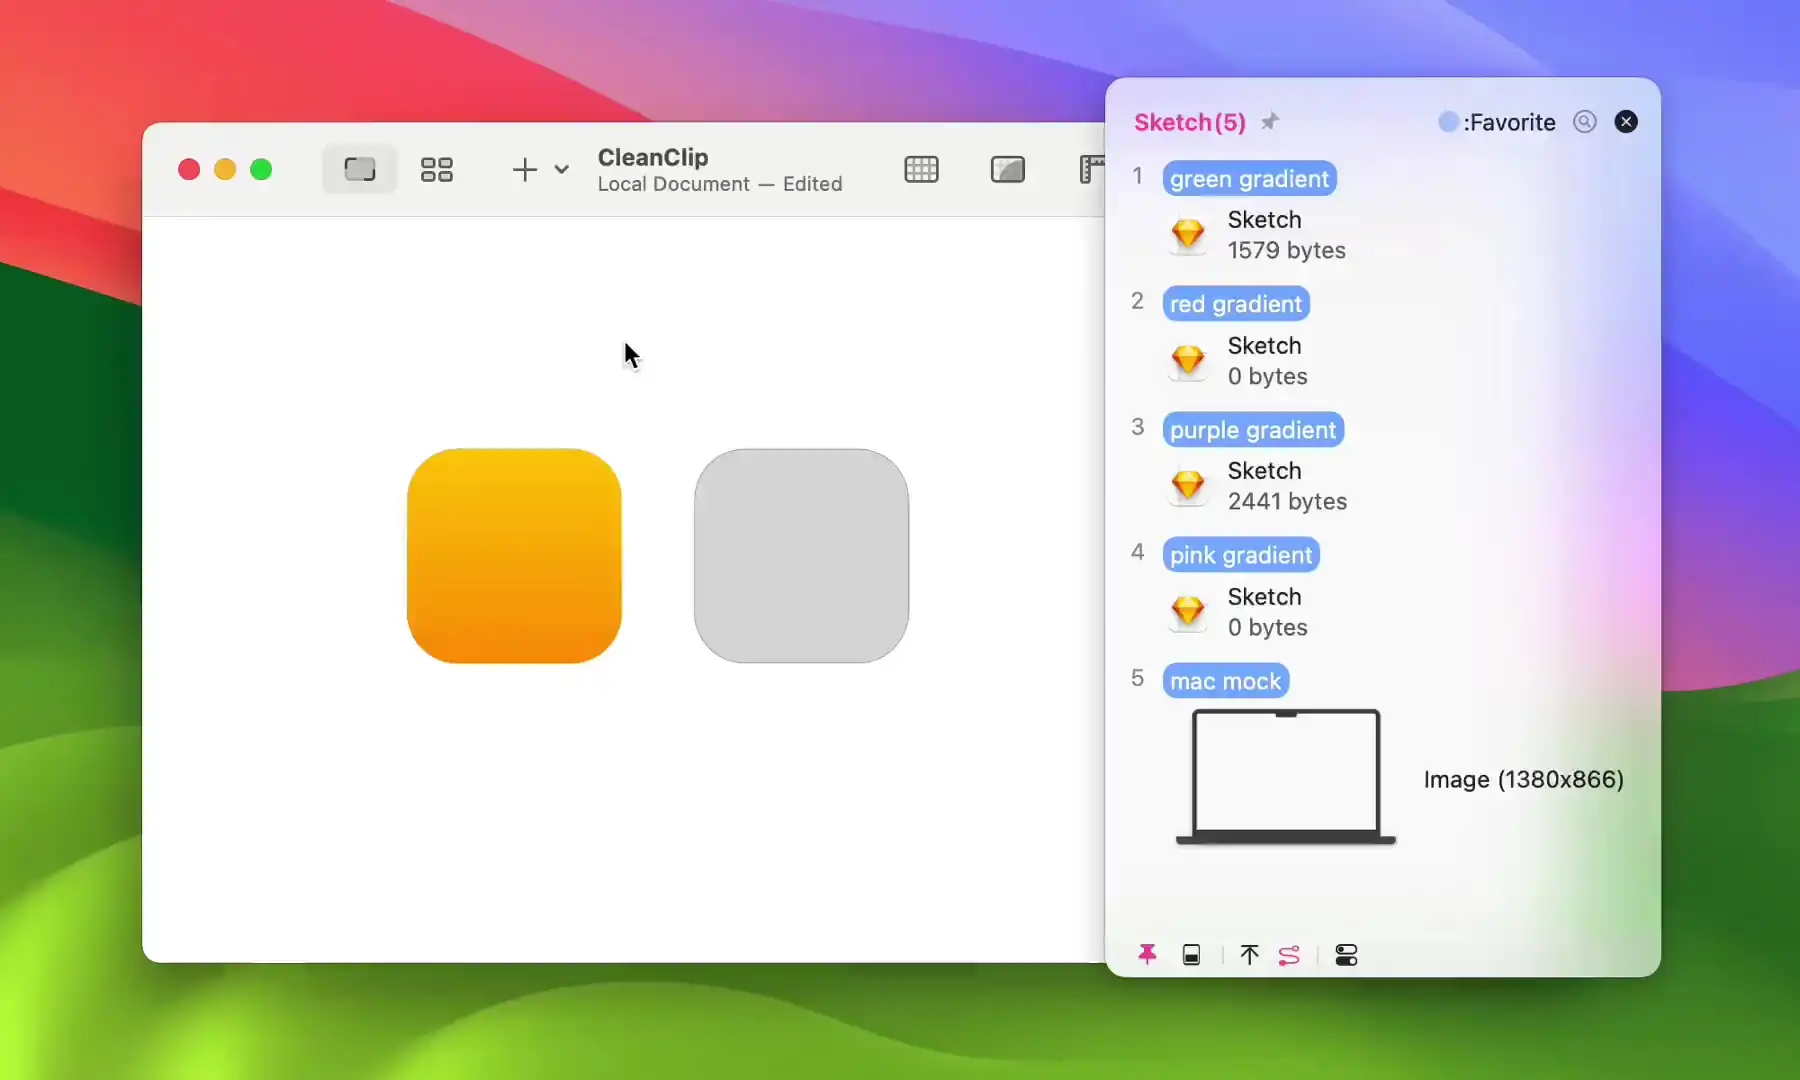 CleanClip
Local Document — Edited
Sketch(5)
:Favorite
1
green gradient
Sketch
1579 bytes
2
red gradient
Sketch
0 bytes
3
purple gradient
Sketch
2441 bytes
4
pink gradient
Sketch
0 bytes
5
mac mock
Image (1380x866)